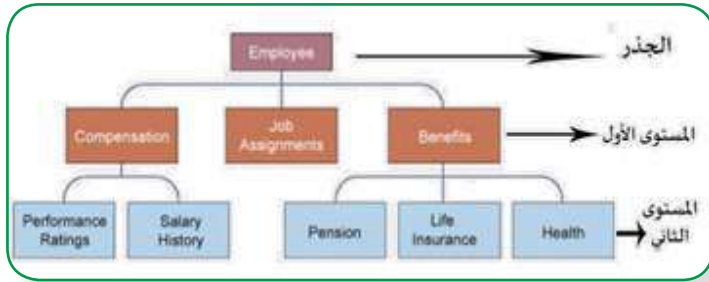 Employee
الجذر
Compensation
Job
Assignments
Benefits
المستوى الأول
Performance
Ratings
Salary
History
Pension
Life
Insurance
Health
المستوى
الثاني